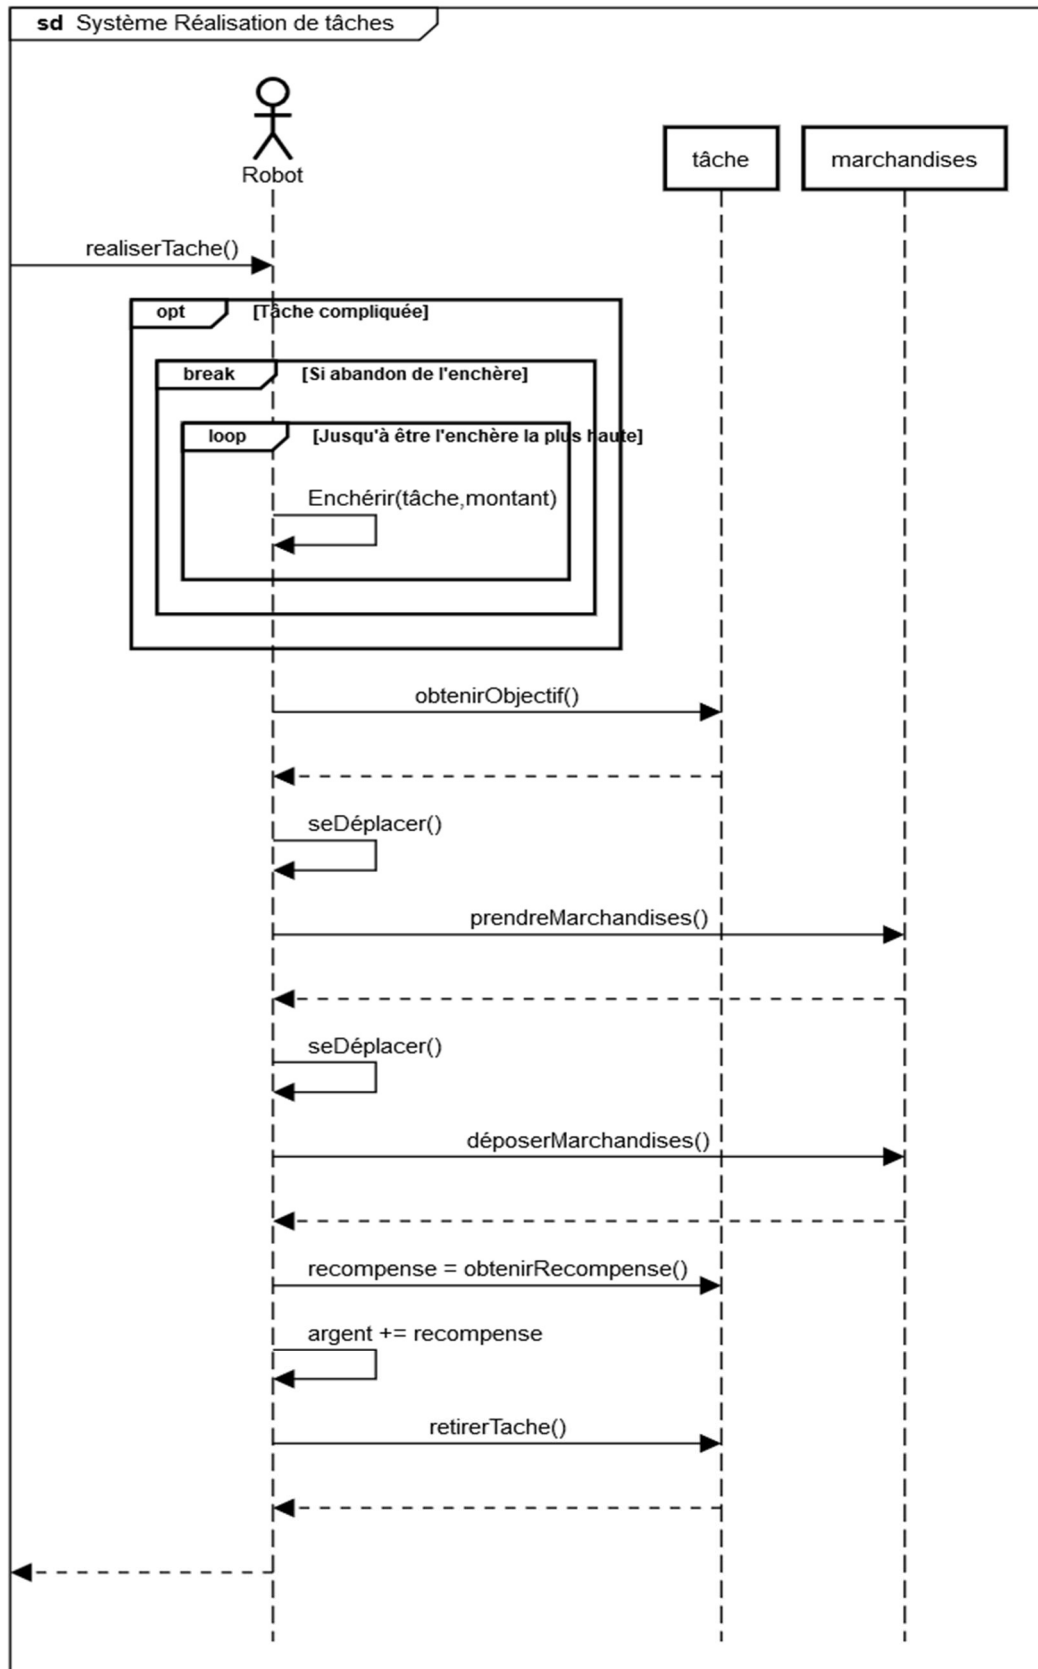 sd Système Réalisation de tâches
Robot
tâche
marchandises
realiserTache()
opt [Tâche compliquée]
break [Si abandon de l'enchère]
loop [Jusqu'à être l'enchère la plus haute]
Enchérir(tâche,montant)
obtenirObjectif()
seDéplacer()
prendreMarchandises()
seDéplacer()
déposerMarchandises()
recompense = obtenirRecompense()
argent += recompense
retirerTache()